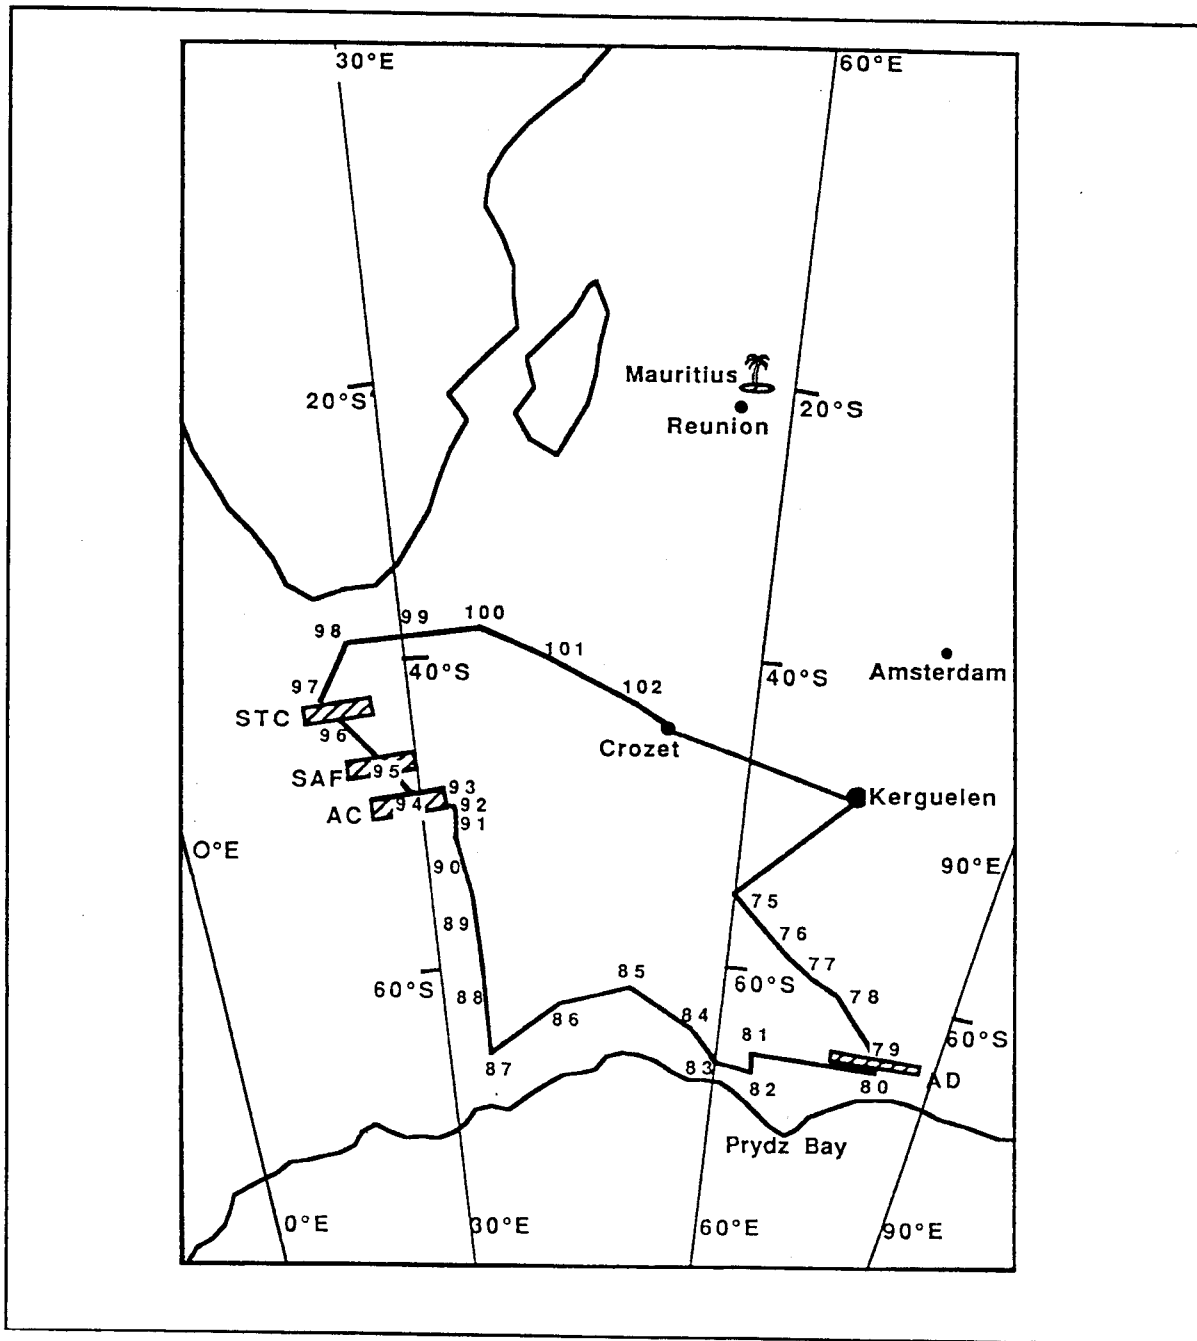 30°E
60°E
Mauritius
20°S
20°S
Reunion
99
100
98
101
40°S
40°S
Amsterdam
102
97
STC
96
Crozet
SAF
95
93
Kerguelen
94
92
AC
91
0°E
90
90°E
75
89
76
77
85
60°S
60°S
88
78
86
84
81
60°S
79
87
83
82
80
AD
Prydz Bay
0°E
30°E
60°E
90°E